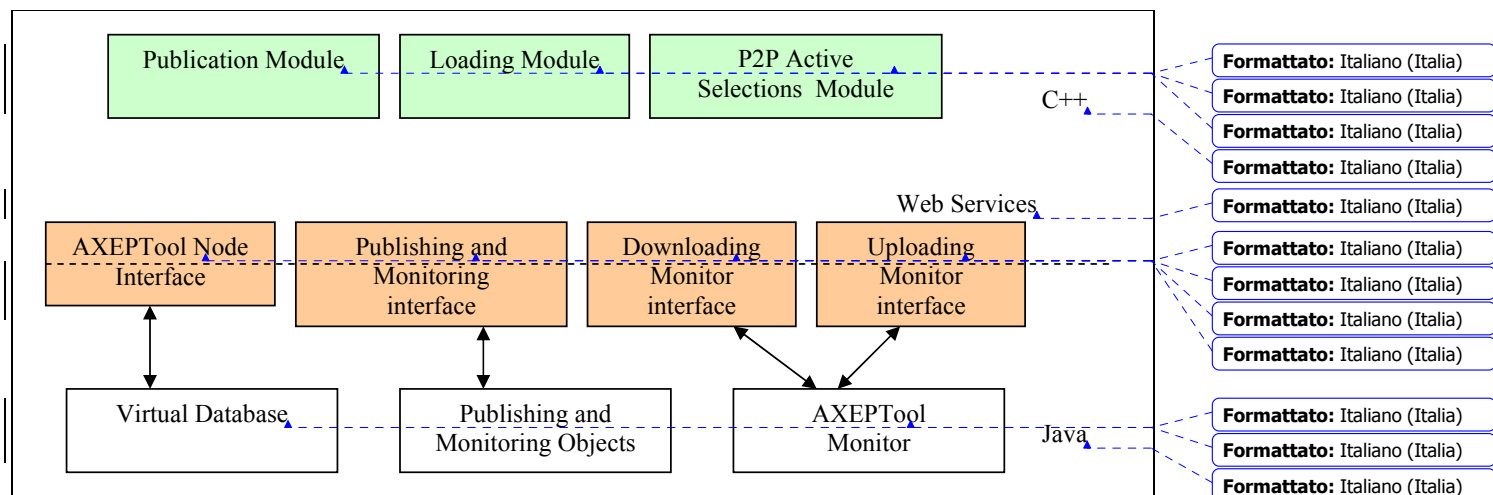 Publication Module
Loading Module
P2P Active
Selections Module
C++
Web Services
AXEPTool Node
Interface
Publishing and
Monitoring
interface
Downloading
Monitor
interface
Uploading
Monitor
interface
Virtual Database
Publishing and
Monitoring Objects
AXEPTool
Monitor
Java
Formattato: Italiano (Italia)
Formattato: Italiano (Italia)
Formattato: Italiano (Italia)
Formattato: Italiano (Italia)
Formattato: Italiano (Italia)
Formattato: Italiano (Italia)
Formattato: Italiano (Italia)
Formattato: Italiano (Italia)
Formattato: Italiano (Italia)
Formattato: Italiano (Italia)
Formattato: Italiano (Italia)
Formattato: Italiano (Italia)